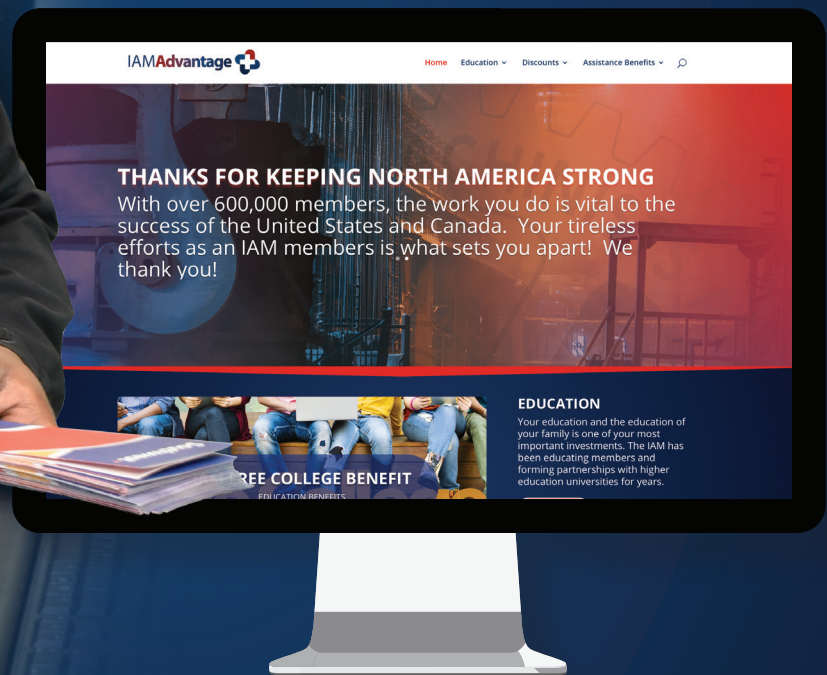 IAMAdvantage
Home Education Discounts Assistance Benefits
THANKS FOR KEEPING NORTH AMERICA STRONG
With over 600,000 members, the work you do is vital to the
success of the United States and Canada. Your tireless
efforts as an IAM members is what sets you apart! We
thank you!
COLLEGE BENEFIT
EDUCATION BENEFITS
EDUCATION
Your education and the education of
your family is one of your most
important investments. The IAM has
been educating members and
forming partnerships with higher
education universities for years.